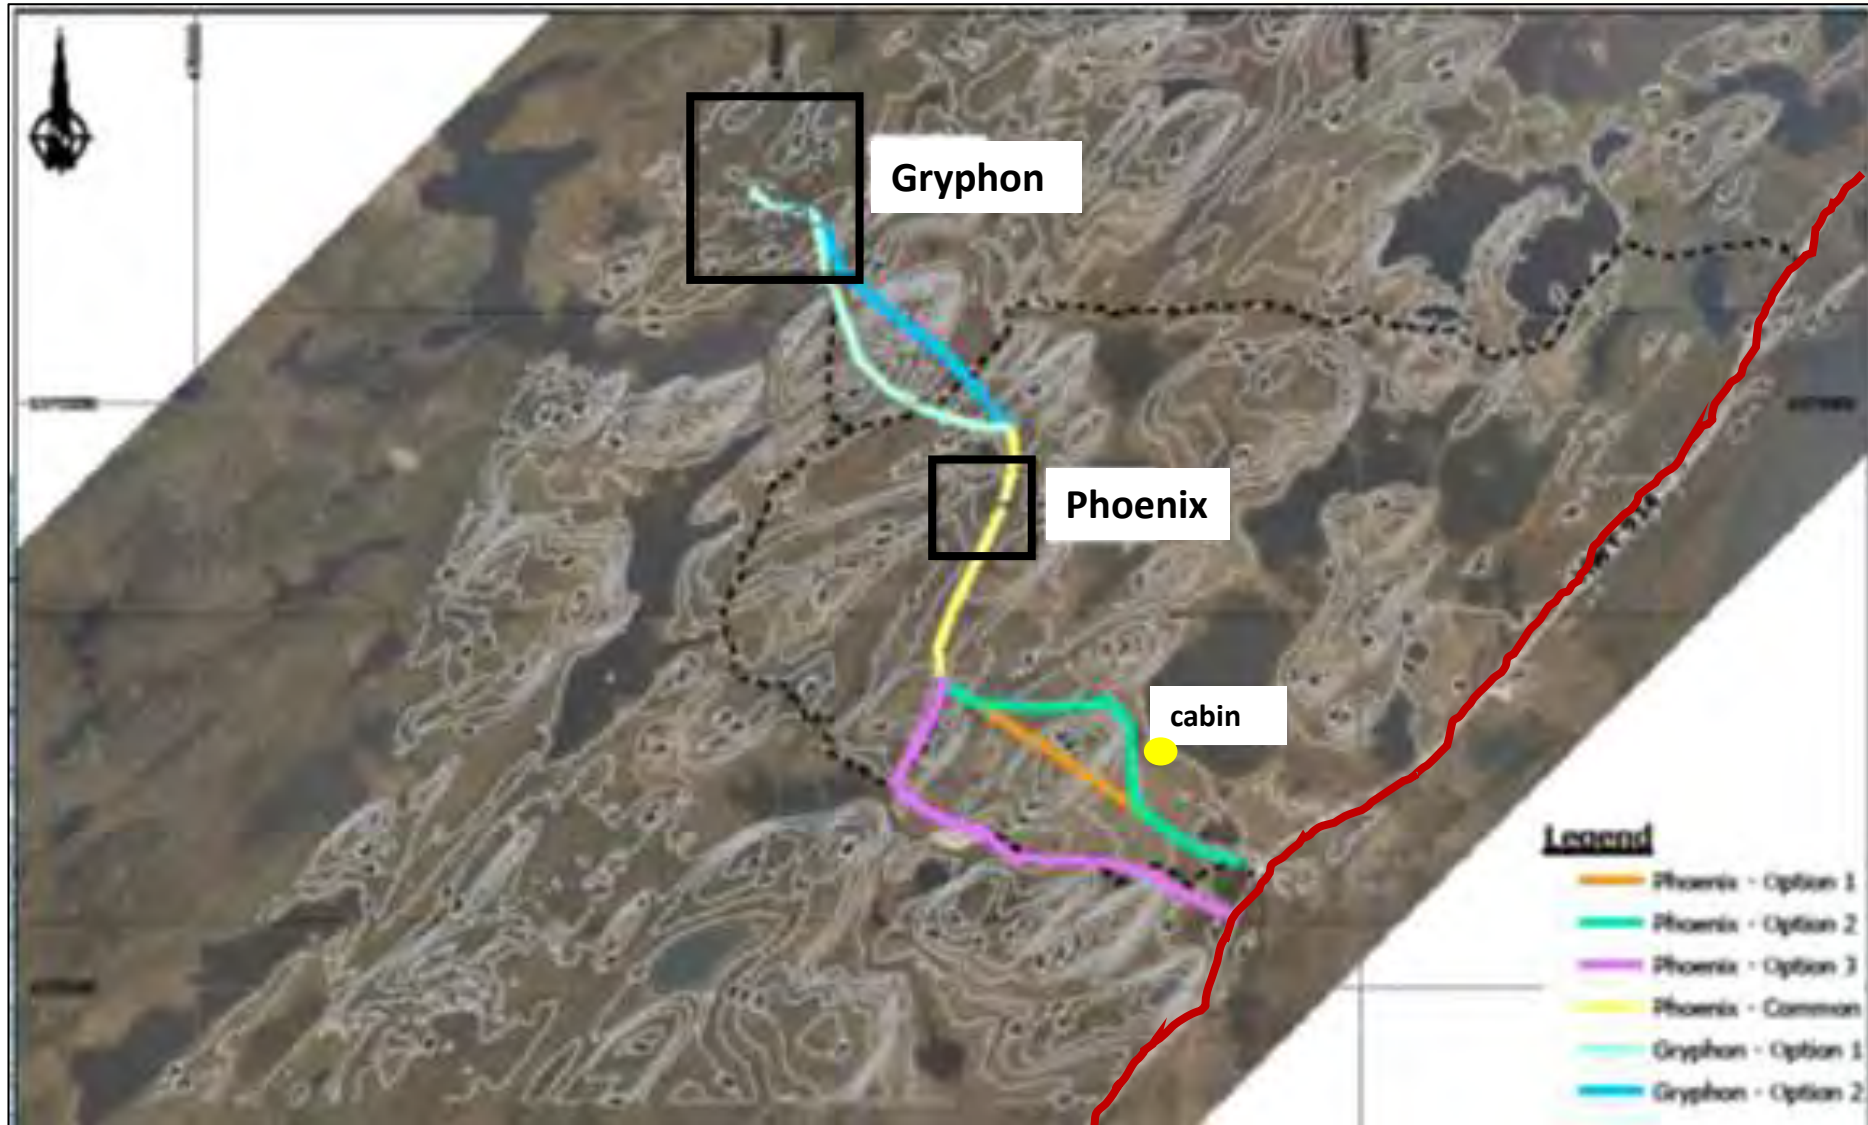 Gryphon
Phoenix
cabin
Legend
Phoenix - Option 1
Phoenix - Option 2
Phoenix - Option 3
Phoenix - Common
Gryphon - Option 1
Gryphon - Option 2